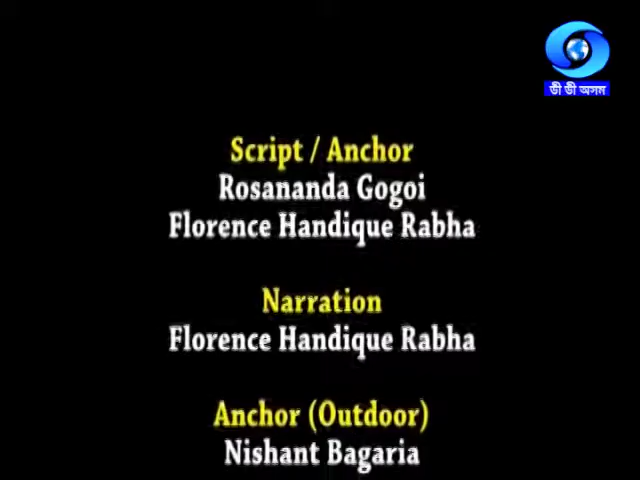 ডী ডী অসম
Script / Anchor
Rosananda Gogoi
Florence Handique Rabha
Narration
Florence Handique Rabha
Anchor (Outdoor)
Nishant Bagaria